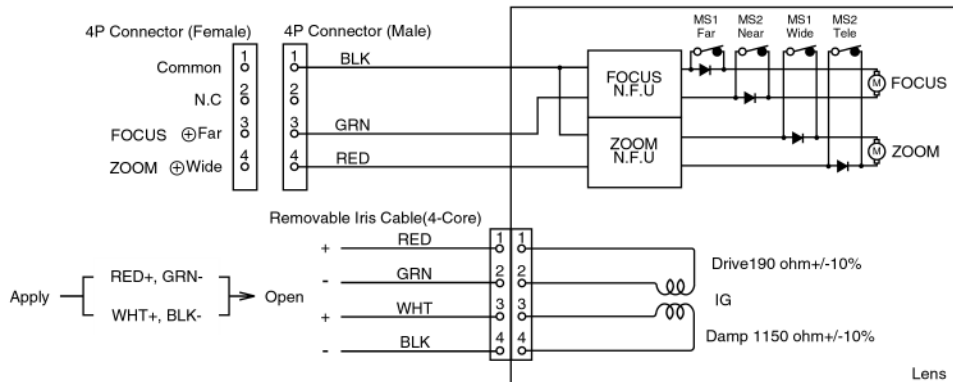 4P Connector (Female)
4P Connector (Male)
MS1 Far
MS2 Near
MS1 Wide
MS2 Tele
Common
1
1
BLK
N.C
2
2
FOCUS ⊕Far
3
3
GRN
ZOOM ⊕Wide
4
4
RED
FOCUS N.F.U
ZOOM N.F.U
M
FOCUS
M
ZOOM
Removable Iris Cable(4-Core)
+
RED
1
1
-
GRN
2
2
+
WHT
3
3
-
BLK
4
4
Drive190 ohm+/-10%
IG
Damp 1150 ohm+/-10%
Apply
RED+, GRN-
WHT+, BLK-
Open
Lens